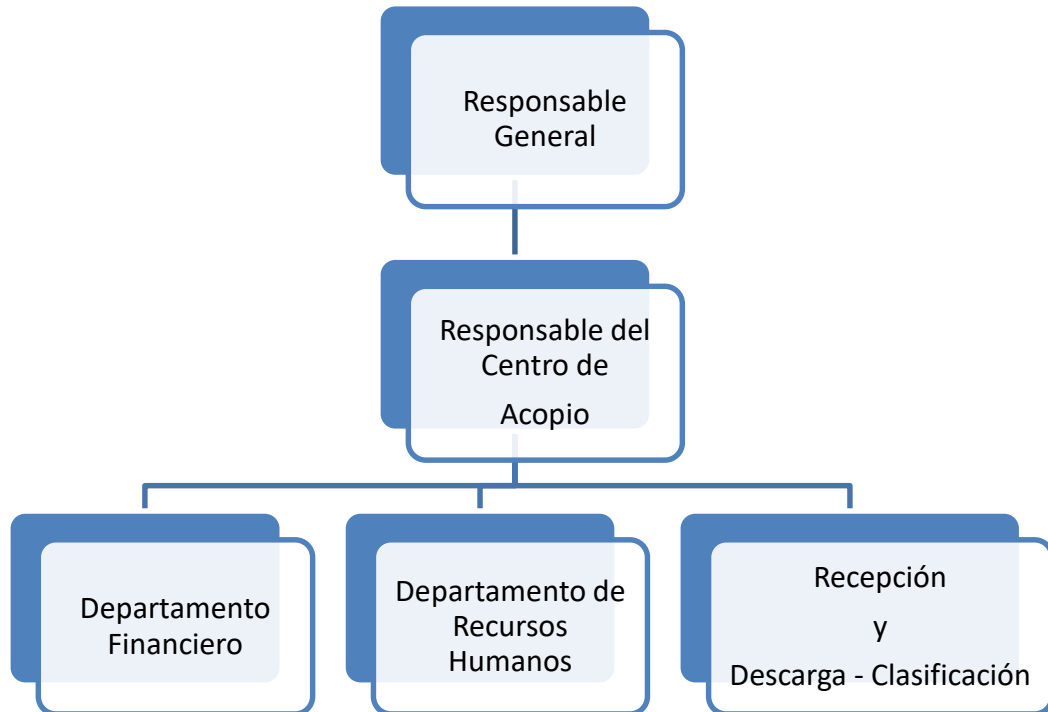 Responsable
General
Responsable del
Centro de
Acopio
Departamento
Financiero
Departamento de
Recursos
Humanos
Recepción
y
Descarga - Clasificación